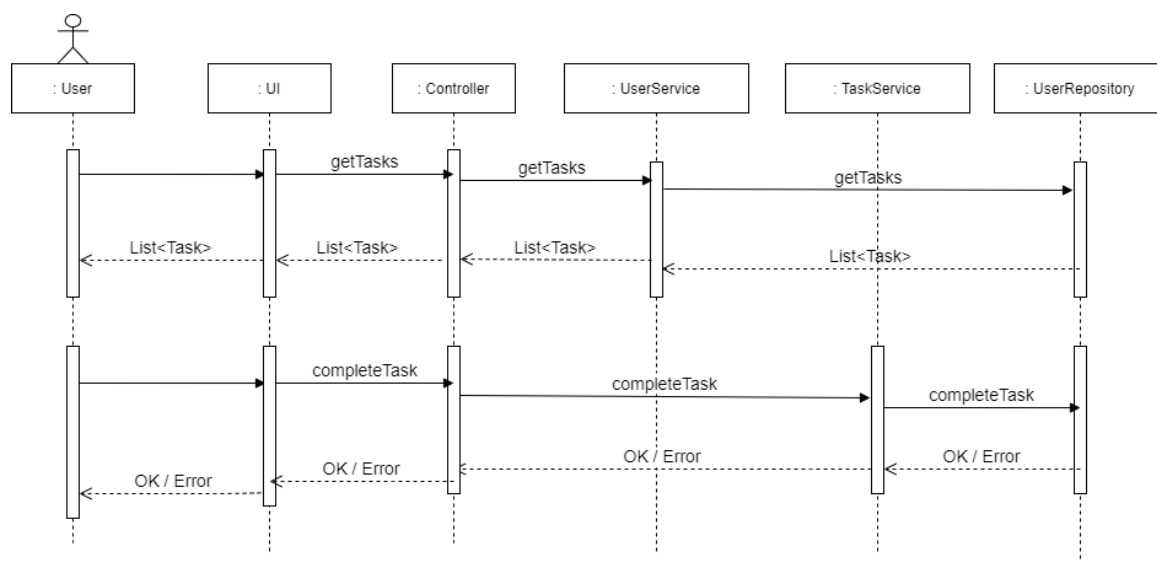 : User
: UI
: Controller
: UserService
: TaskService
: UserRepository
getTasks
getTasks
getTasks
List<Task>
List<Task>
List<Task>
List<Task>
completeTask
completeTask
completeTask
OK / Error
OK / Error
OK / Error
OK / Error